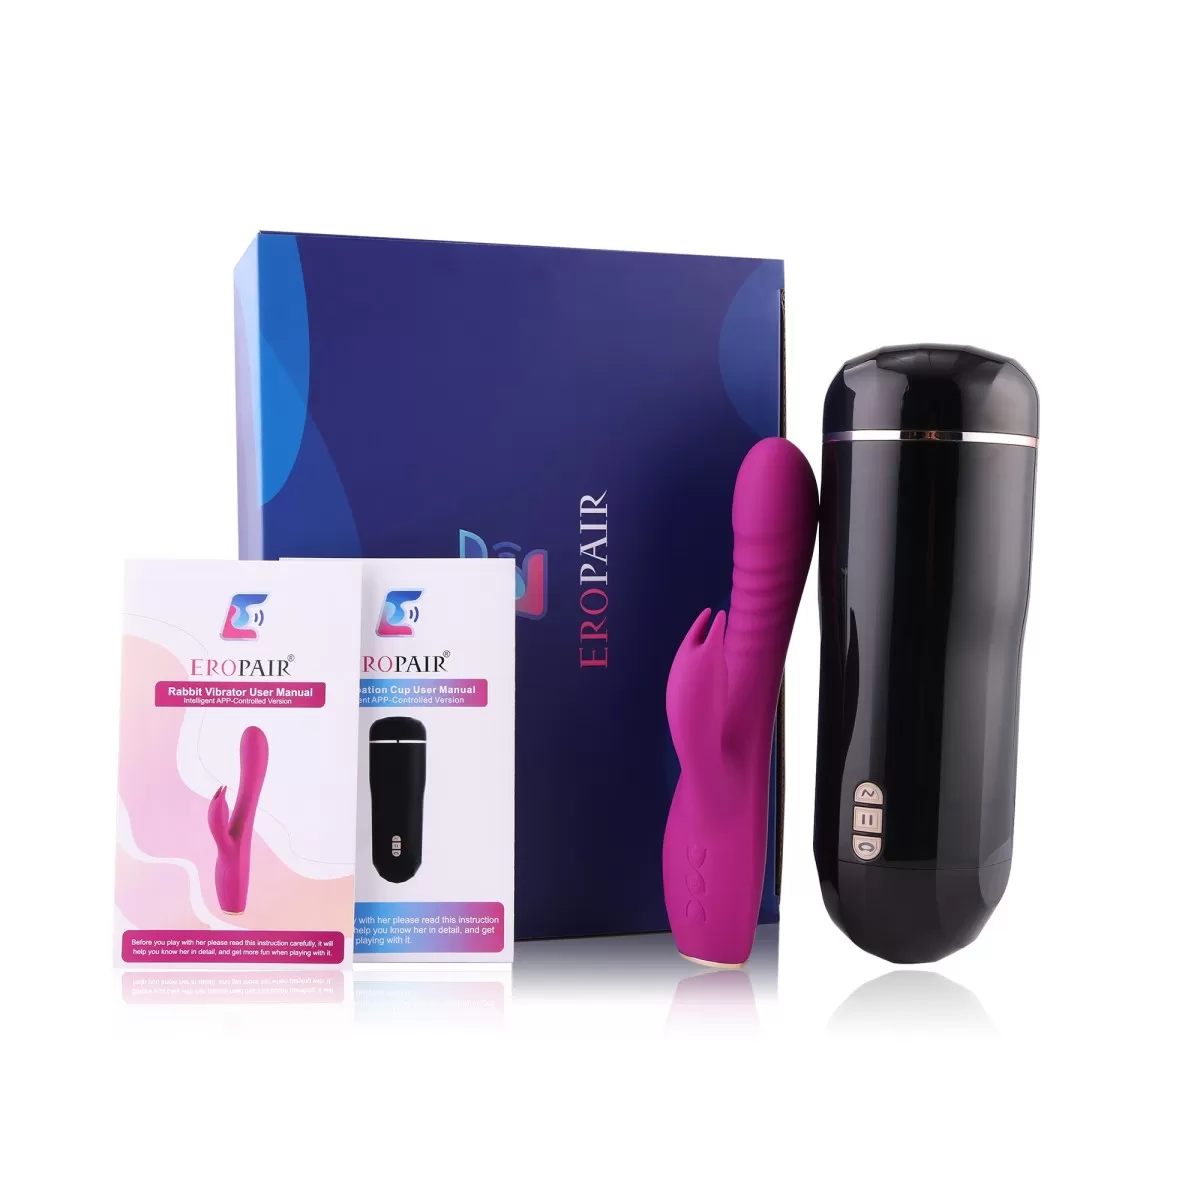 EROPAIR
EROPAIR®
Rabbit Vibrator User Manual
Intelligent APP-Controlled Version
Before you play with her please read this instruction carefully, it will
help you know her in detail, and get more fun when playing with it.
ROPAIR®
ation Cup User Manual
ent APP-Controlled Version
with her please read this instruction
help you know her in detail, and get
playing with it.